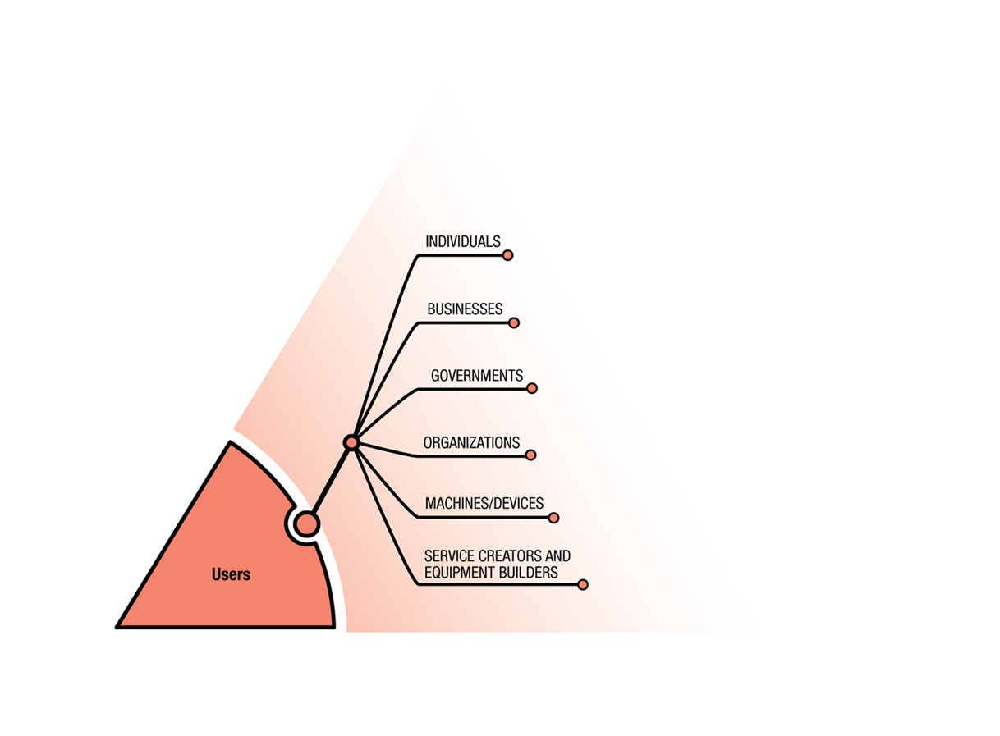 INDIVIDUALS
BUSINESSES
GOVERNMENTS
ORGANIZATIONS
MACHINES/DEVICES
SERVICE CREATORS AND
EQUIPMENT BUILDERS
Users